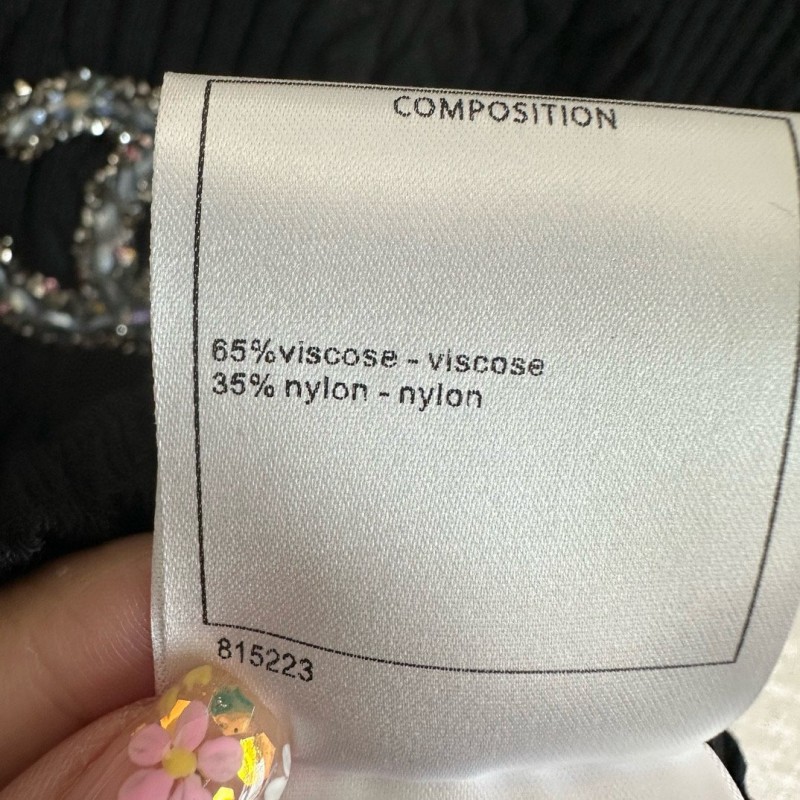 COMPOSITION
65%viscose - viscose
35% nylon - nylon
815223